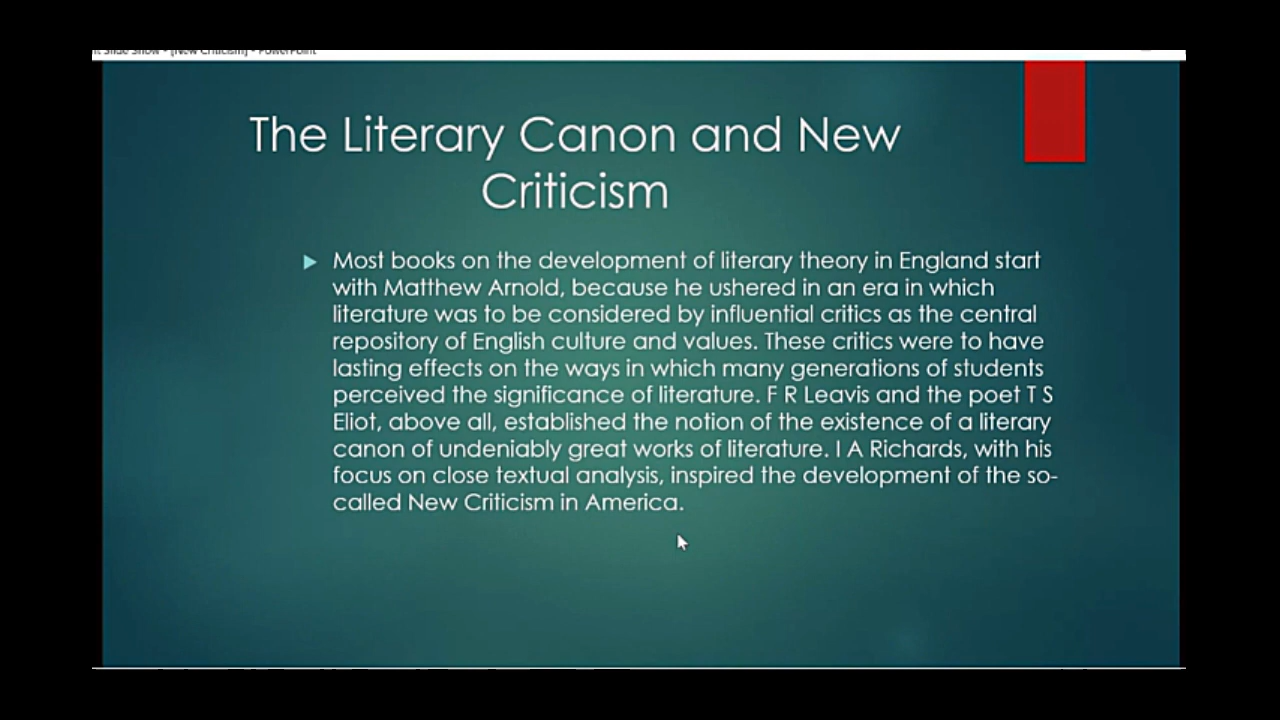 Slide Show - [New Criticism] - PowerPoint
The Literary Canon and New
Criticism
Most books on the development of literary theory in England start
with Matthew Arnold, because he ushered in an era in which
literature was to be considered by influential critics as the central
repository of English culture and values. These critics were to have
lasting effects on the ways in which many generations of students
perceived the significance of literature. F R Leavis and the poet T S
Eliot, above all, established the notion of the existence of a literary
canon of undeniably great works of literature. I A Richards, with his
focus on close textual analysis, inspired the development of the so-
called New Criticism in America.